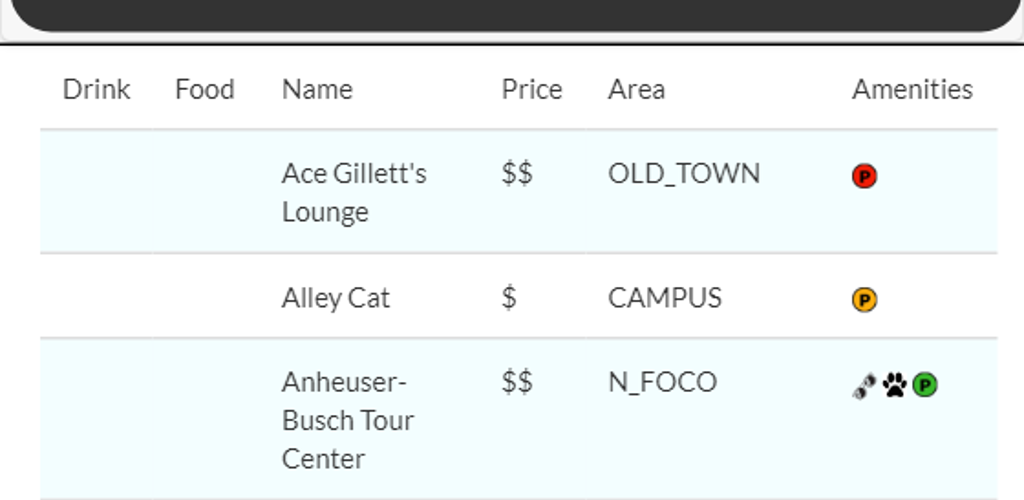 Drink Food Name Price Area Amenities
Ace Gillett's $$ OLD_TOWN P
Lounge
Alley Cat $ CAMPUS P
Anheuser- $$ N_FOCO P
Busch Tour
Center